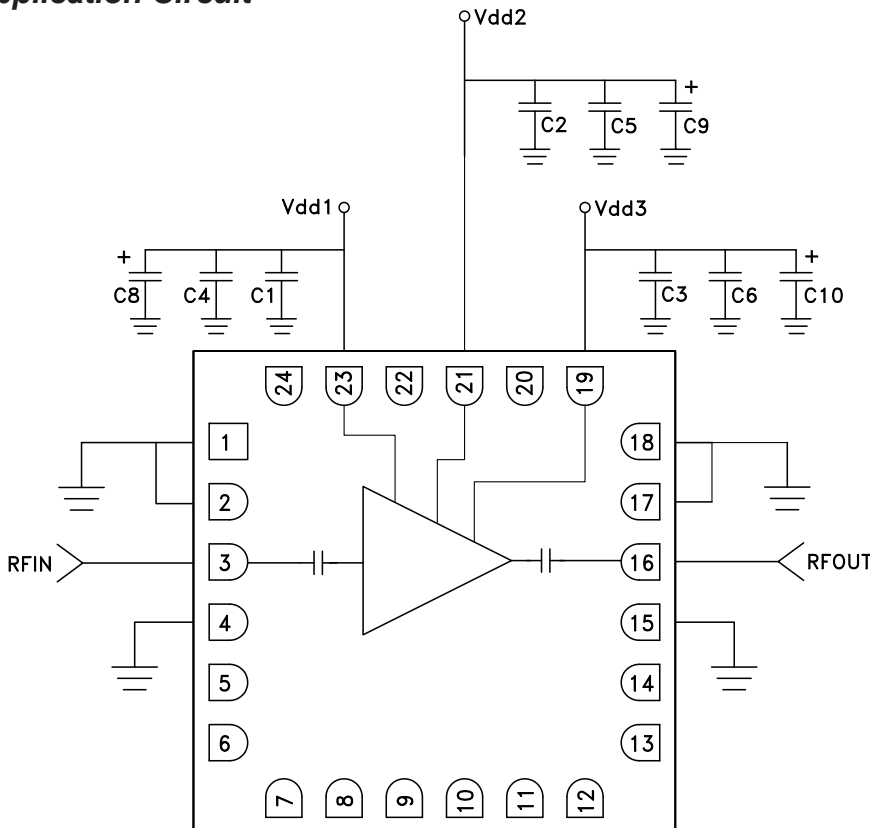 Application Circuit
Vdd2
+
C2 C5 C9
Vdd1
Vdd3
+
C8 C4 C1
+
C3 C6 C10
24 23 22 21 20 19
1
18
2
17
RFIN
3
16
RFOUT
4
15
5
14
6
13
7 8 9 10 11 12